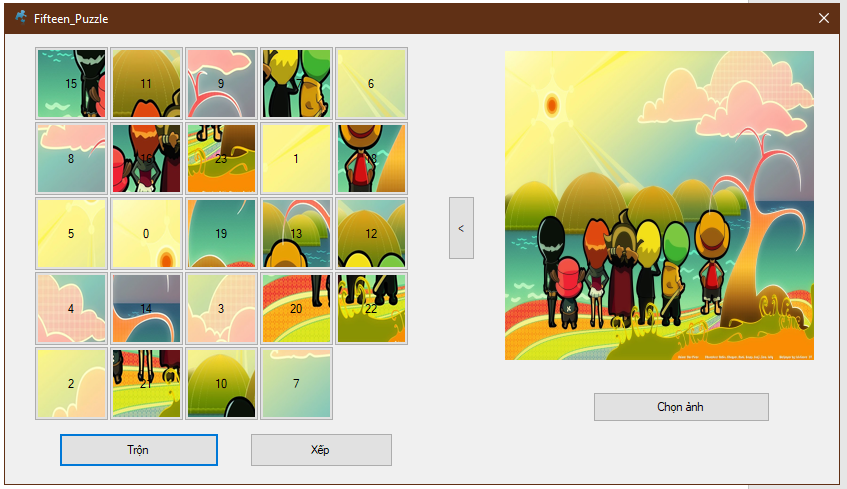 Fifteen_Puzzle
15 11 9 17 6
8 16 23 1 18
5 0 19 13 12
4 14 3 20 22
2 21 10 7
<
Chọn ảnh
Trộn Xếp